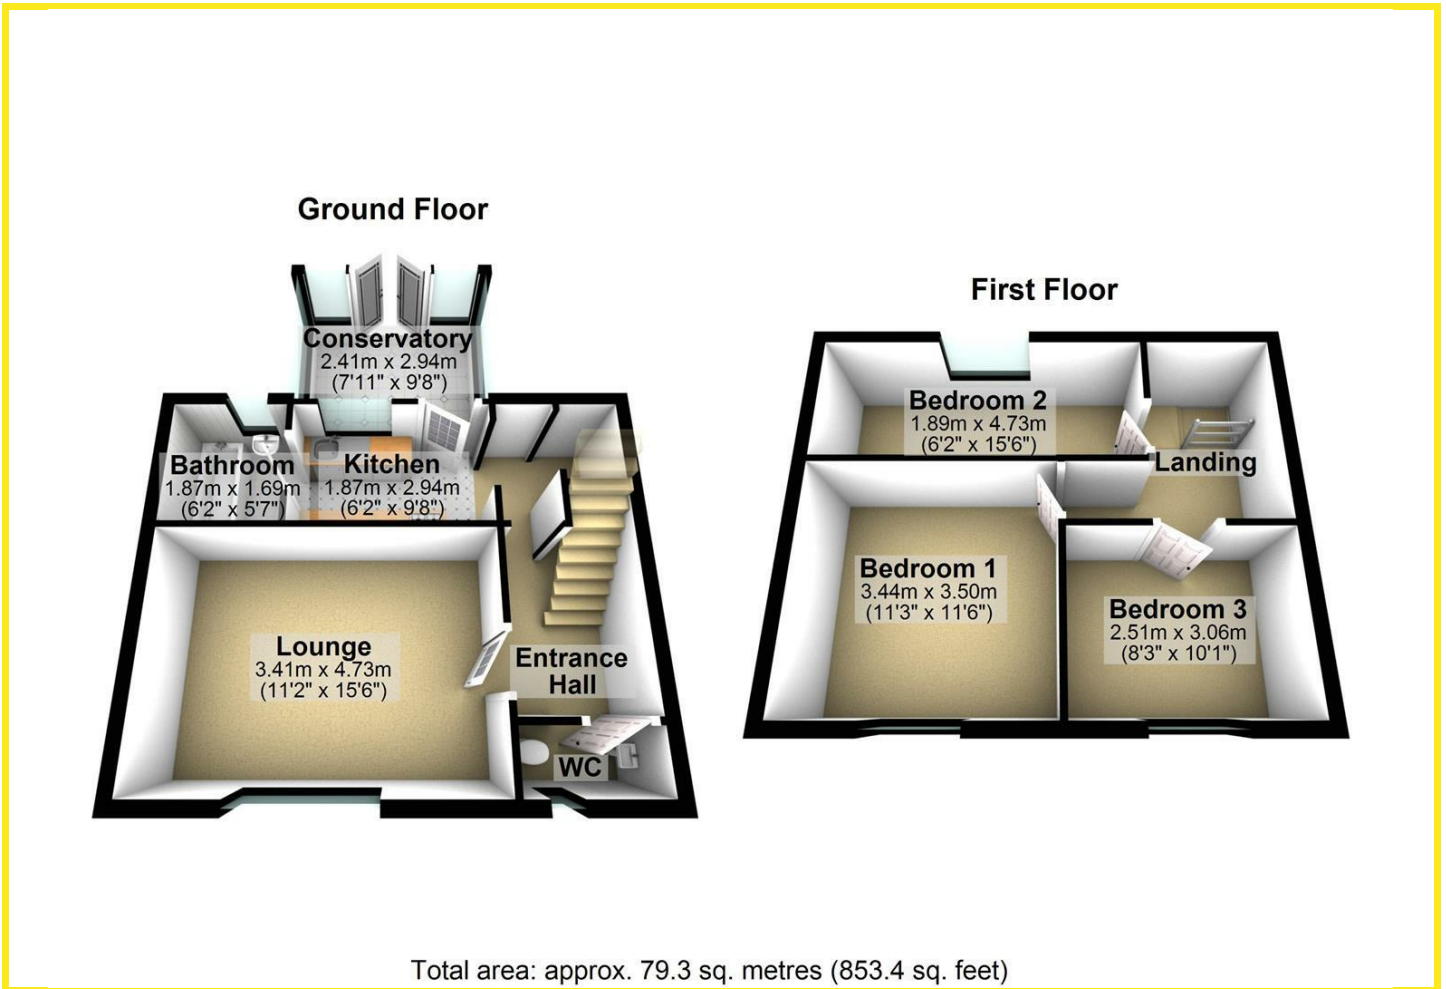 Ground Floor
Conservatory
2.41m x 2.94m
(7'11" x 9'8")
Bathroom
1.87m x 1.69m
(6'2" x 5'7")
Kitchen
1.87m x 2.94m
(6'2" x 9'8")
Lounge
3.41m x 4.73m
(11'2" x 15'6")
Entrance
Hall
WC
First Floor
Bedroom 2
1.89m x 4.73m
(6'2" x 15'6")
Landing
Bedroom 1
3.44m x 3.50m
(11'3" x 11'6")
Bedroom 3
2.51m x 3.06m
(8'3" x 10'1")
Total area: approx. 79.3 sq. metres (853.4 sq. feet)